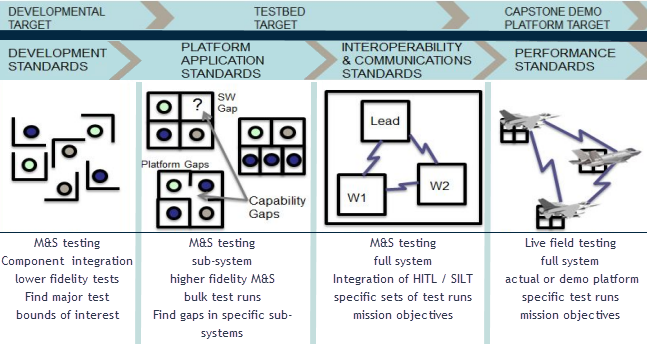 DEVELOPMENTAL
TARGET
TESTBED
TARGET
CAPSTONE DEMO
PLATFORM TARGET
DEVELOPMENT
STANDARDS
PLATFORM
APPLICATION
STANDARDS
INTEROPERABILITY
& COMMUNICATIONS
STANDARDS
PERFORMANCE
STANDARDS
?
SW
Gap
Platform Gaps
Capability
Gaps
Lead
W1
W2
M&S testing
Component integration
lower fidelity tests
Find major test
bounds of interest
M&S testing
sub-system
higher fidelity M&S
bulk test runs
Find gaps in specific sub-
systems
M&S testing
full system
Integration of HITL / SILT
specific sets of test runs
mission objectives
Live field testing
full system
actual or demo platform
specific test runs
mission objectives